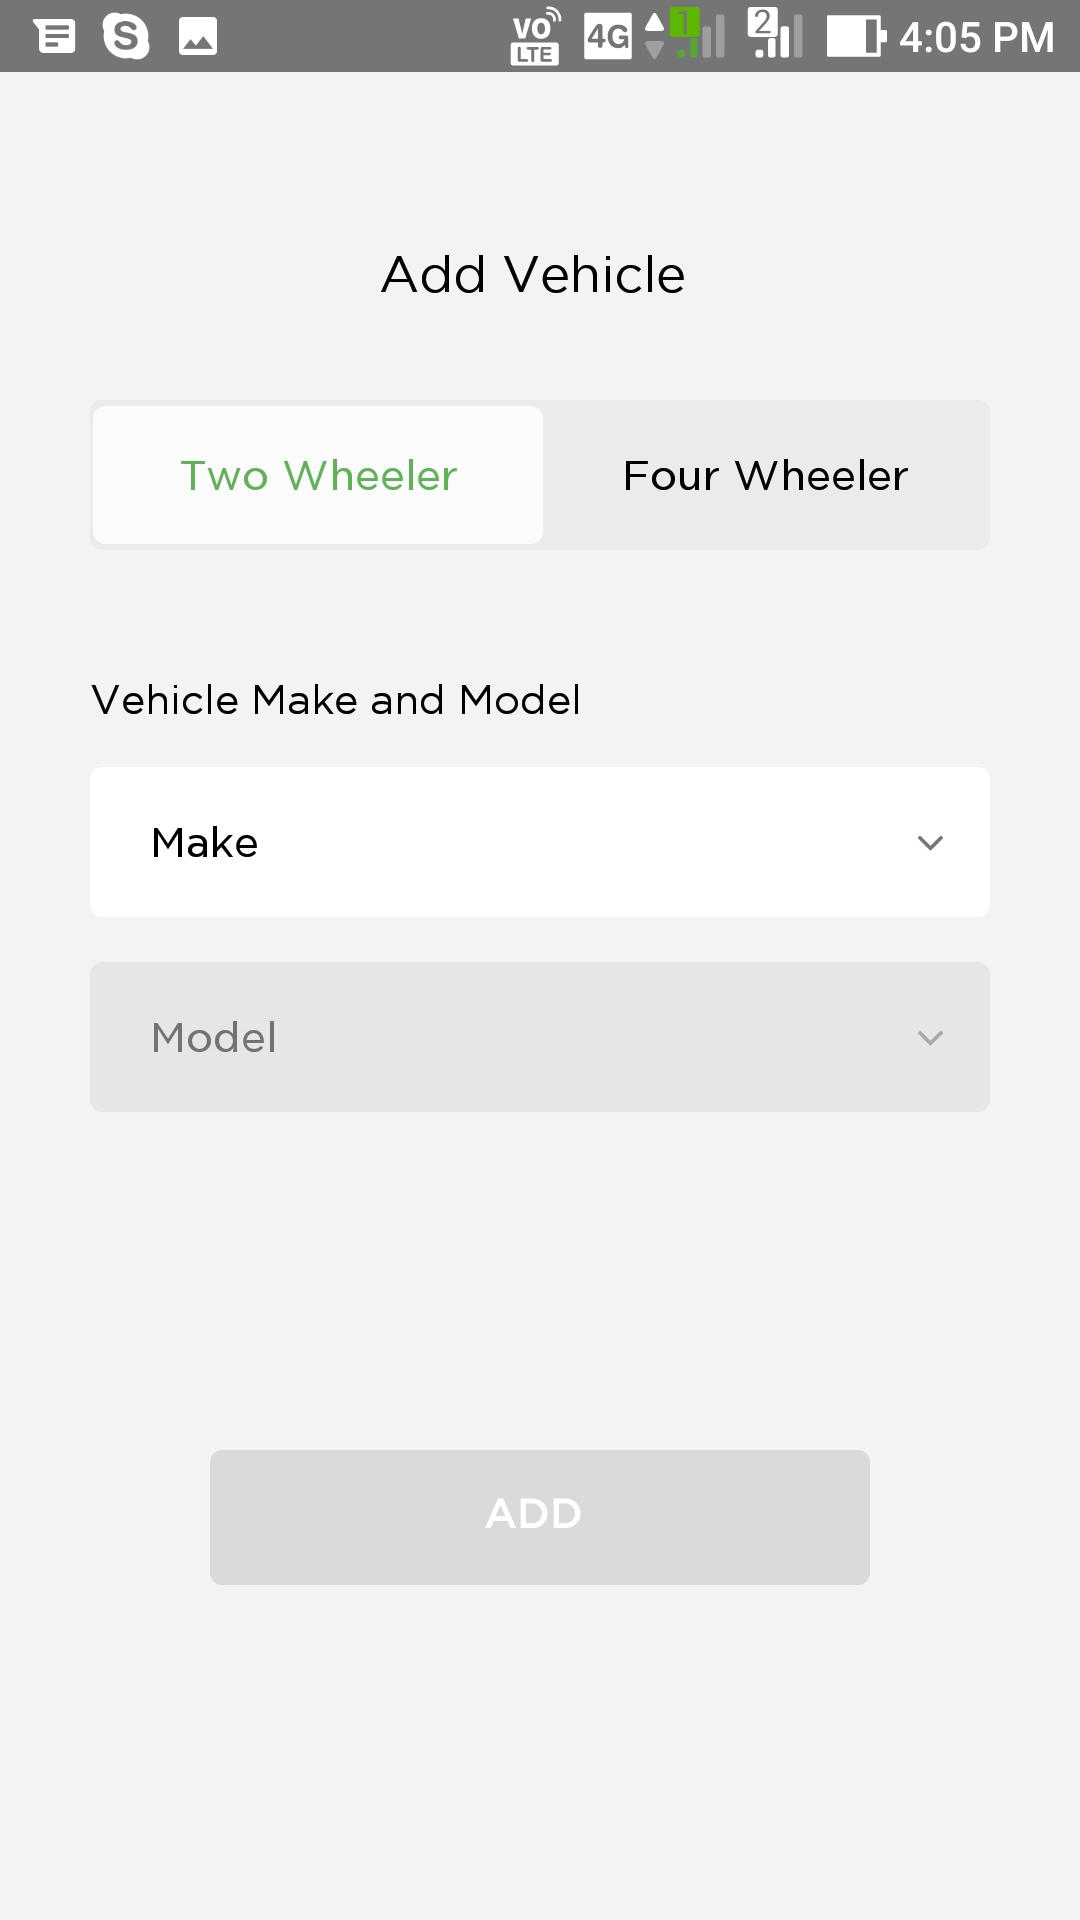 VO LTE 4G 1 2 4:05 PM
Add Vehicle
Two Wheeler Four Wheeler
Vehicle Make and Model
Make
Model
ADD